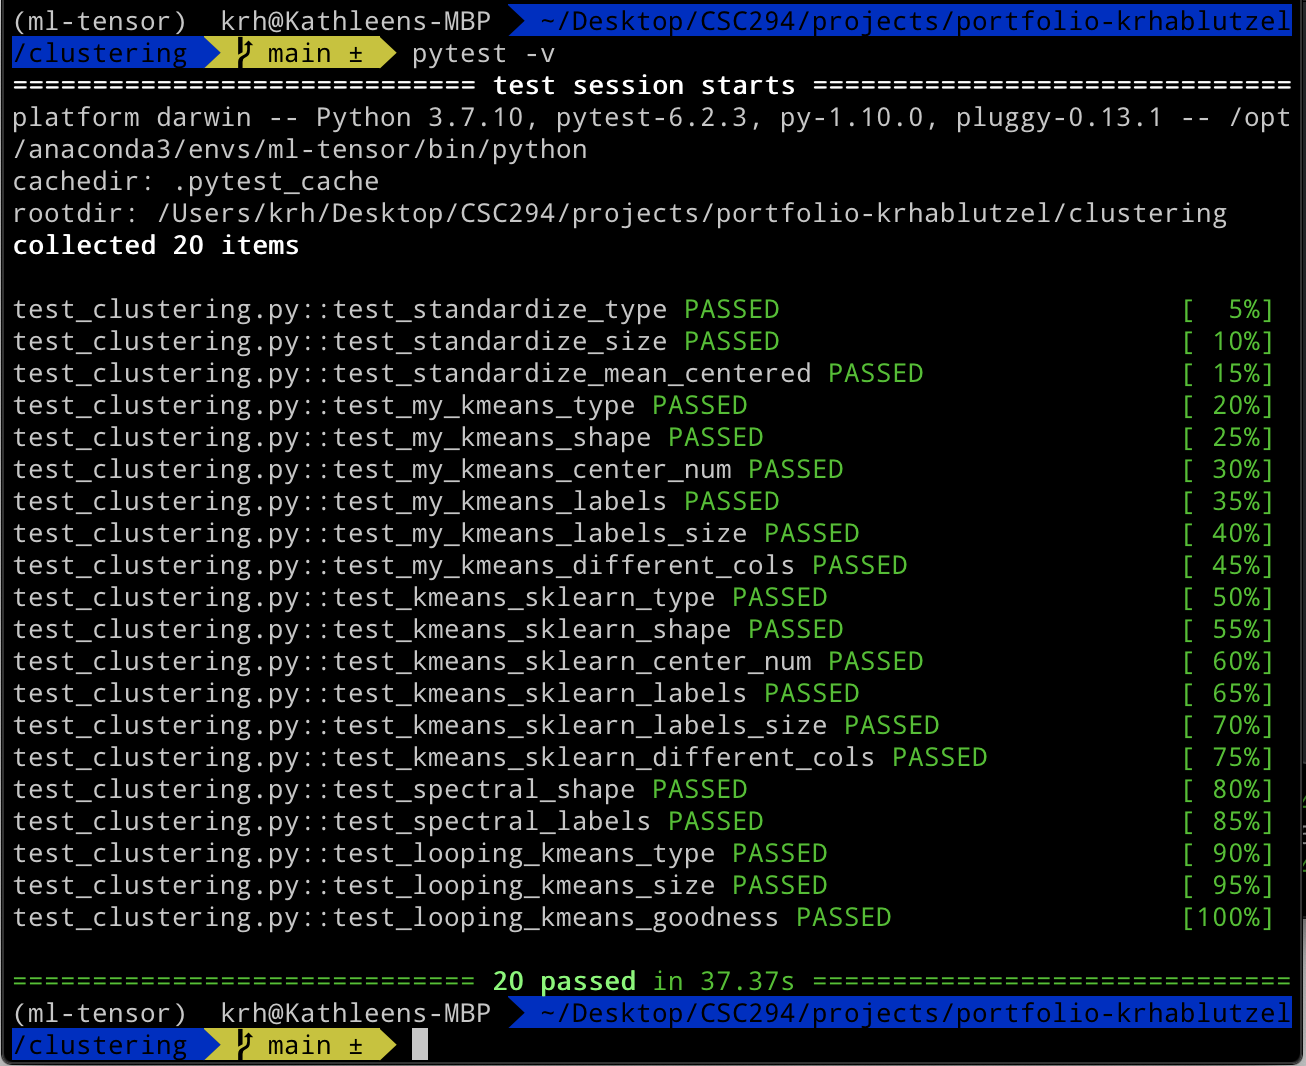 (ml-tensor)  krh@Kathleens-MBP  ~/Desktop/CSC294/projects/portfolio-krhablutzel
/clustering  main ±  pytest -v
============================= test session starts ==============================
platform darwin -- Python 3.7.10, pytest-6.2.3, py-1.10.0, pluggy-0.13.1 -- /opt
/anaconda3/envs/ml-tensor/bin/python
cachedir: .pytest_cache
rootdir: /Users/krh/Desktop/CSC294/projects/portfolio-krhablutzel/clustering
collected 20 items
test_clustering.py::test_standardize_type PASSED                         [  5%]
test_clustering.py::test_standardize_size PASSED                         [ 10%]
test_clustering.py::test_standardize_mean_centered PASSED                [ 15%]
test_clustering.py::test_my_kmeans_type PASSED                           [ 20%]
test_clustering.py::test_my_kmeans_shape PASSED                          [ 25%]
test_clustering.py::test_my_kmeans_center_num PASSED                     [ 30%]
test_clustering.py::test_my_kmeans_labels PASSED                         [ 35%]
test_clustering.py::test_my_kmeans_labels_size PASSED                    [ 40%]
test_clustering.py::test_my_kmeans_different_cols PASSED                 [ 45%]
test_clustering.py::test_kmeans_sklearn_type PASSED                      [ 50%]
test_clustering.py::test_kmeans_sklearn_shape PASSED                     [ 55%]
test_clustering.py::test_kmeans_sklearn_center_num PASSED                [ 60%]
test_clustering.py::test_kmeans_sklearn_labels PASSED                    [ 65%]
test_clustering.py::test_kmeans_sklearn_labels_size PASSED               [ 70%]
test_clustering.py::test_kmeans_sklearn_different_cols PASSED            [ 75%]
test_clustering.py::test_spectral_shape PASSED                           [ 80%]
test_clustering.py::test_spectral_labels PASSED                          [ 85%]
test_clustering.py::test_looping_kmeans_type PASSED                      [ 90%]
test_clustering.py::test_looping_kmeans_size PASSED                      [ 95%]
test_clustering.py::test_looping_kmeans_goodness PASSED                  [100%]
============================= 20 passed in 37.37s ==============================
(ml-tensor)  krh@Kathleens-MBP  ~/Desktop/CSC294/projects/portfolio-krhablutzel
/clustering  main ±